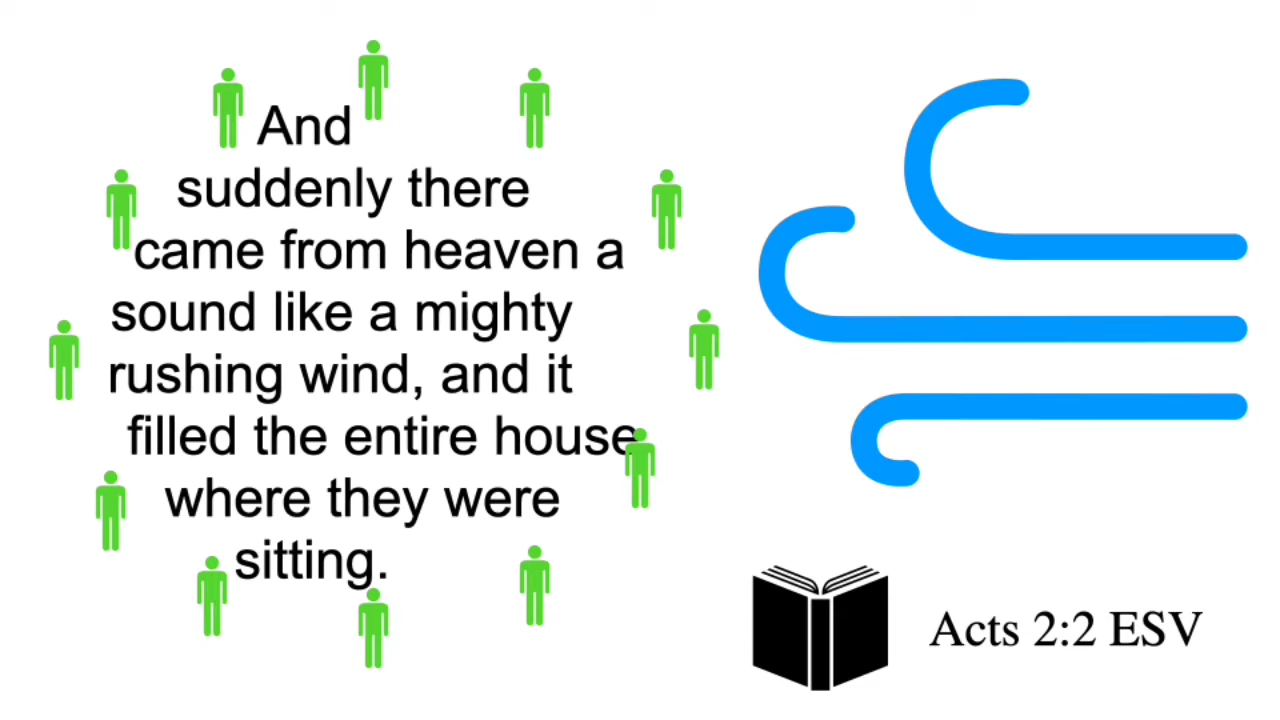 And
suddenly there
came from heaven a
sound like a mighty
rushing wind, and it
filled the entire house
where they were
sitting.
Acts 2:2 ESV